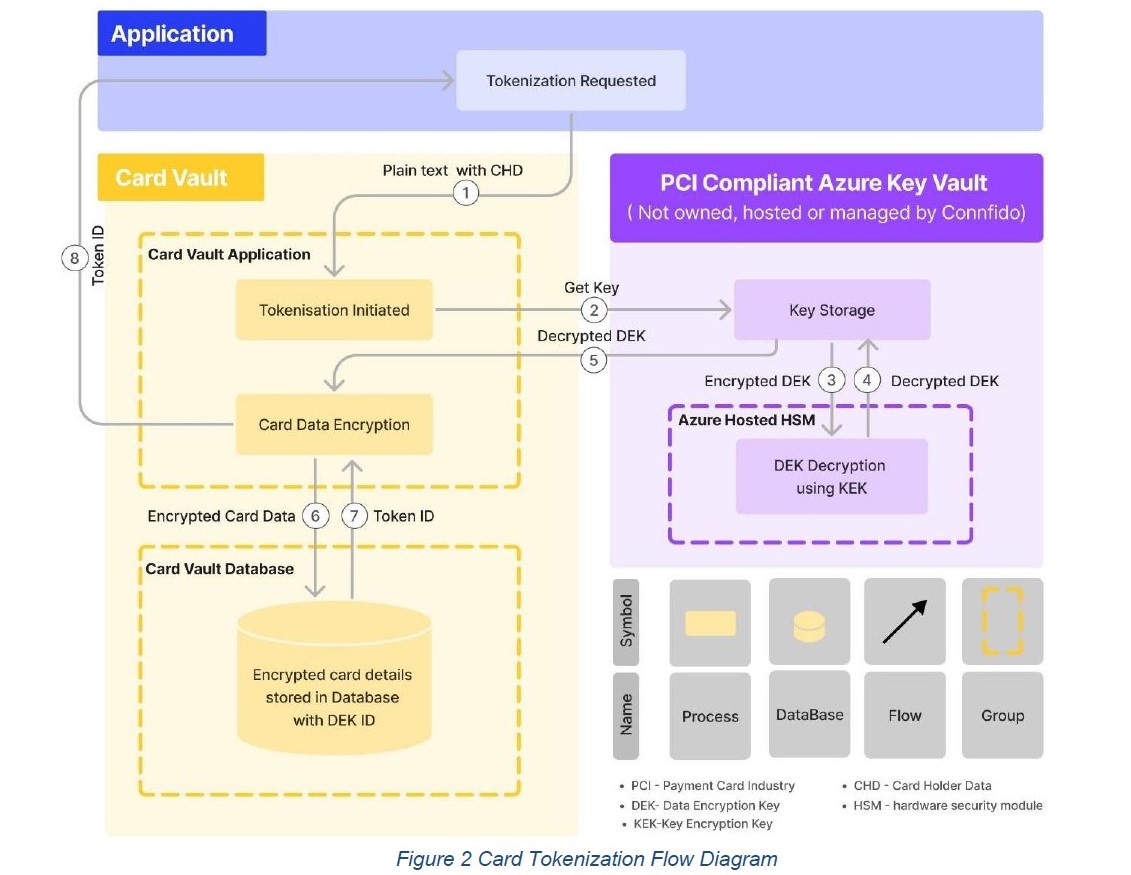 Application
Tokenization Requested
Card Vault
Plain text with CHD
1
PCI Compliant Azure Key Vault
( Not owned, hosted or managed by Connfido)
8
Token ID
Card Vault Application
Tokenisation Initiated
Get Key
2
Key Storage
Decrypted DEK
5
Encrypted DEK
3
4
Decrypted DEK
Card Data Encryption
Azure Hosted HSM
DEK Decryption
using KEK
Encrypted Card Data
6
7
Token ID
Card Vault Database
Encrypted card details
stored in Database
with DEK ID
Symbol
Name
Process
DataBase
Flow
Group
• PCI - Payment Card Industry
• DEK- Data Encryption Key
• KEK-Key Encryption Key
• CHD - Card Holder Data
• HSM - hardware security module
Figure 2 Card Tokenization Flow Diagram